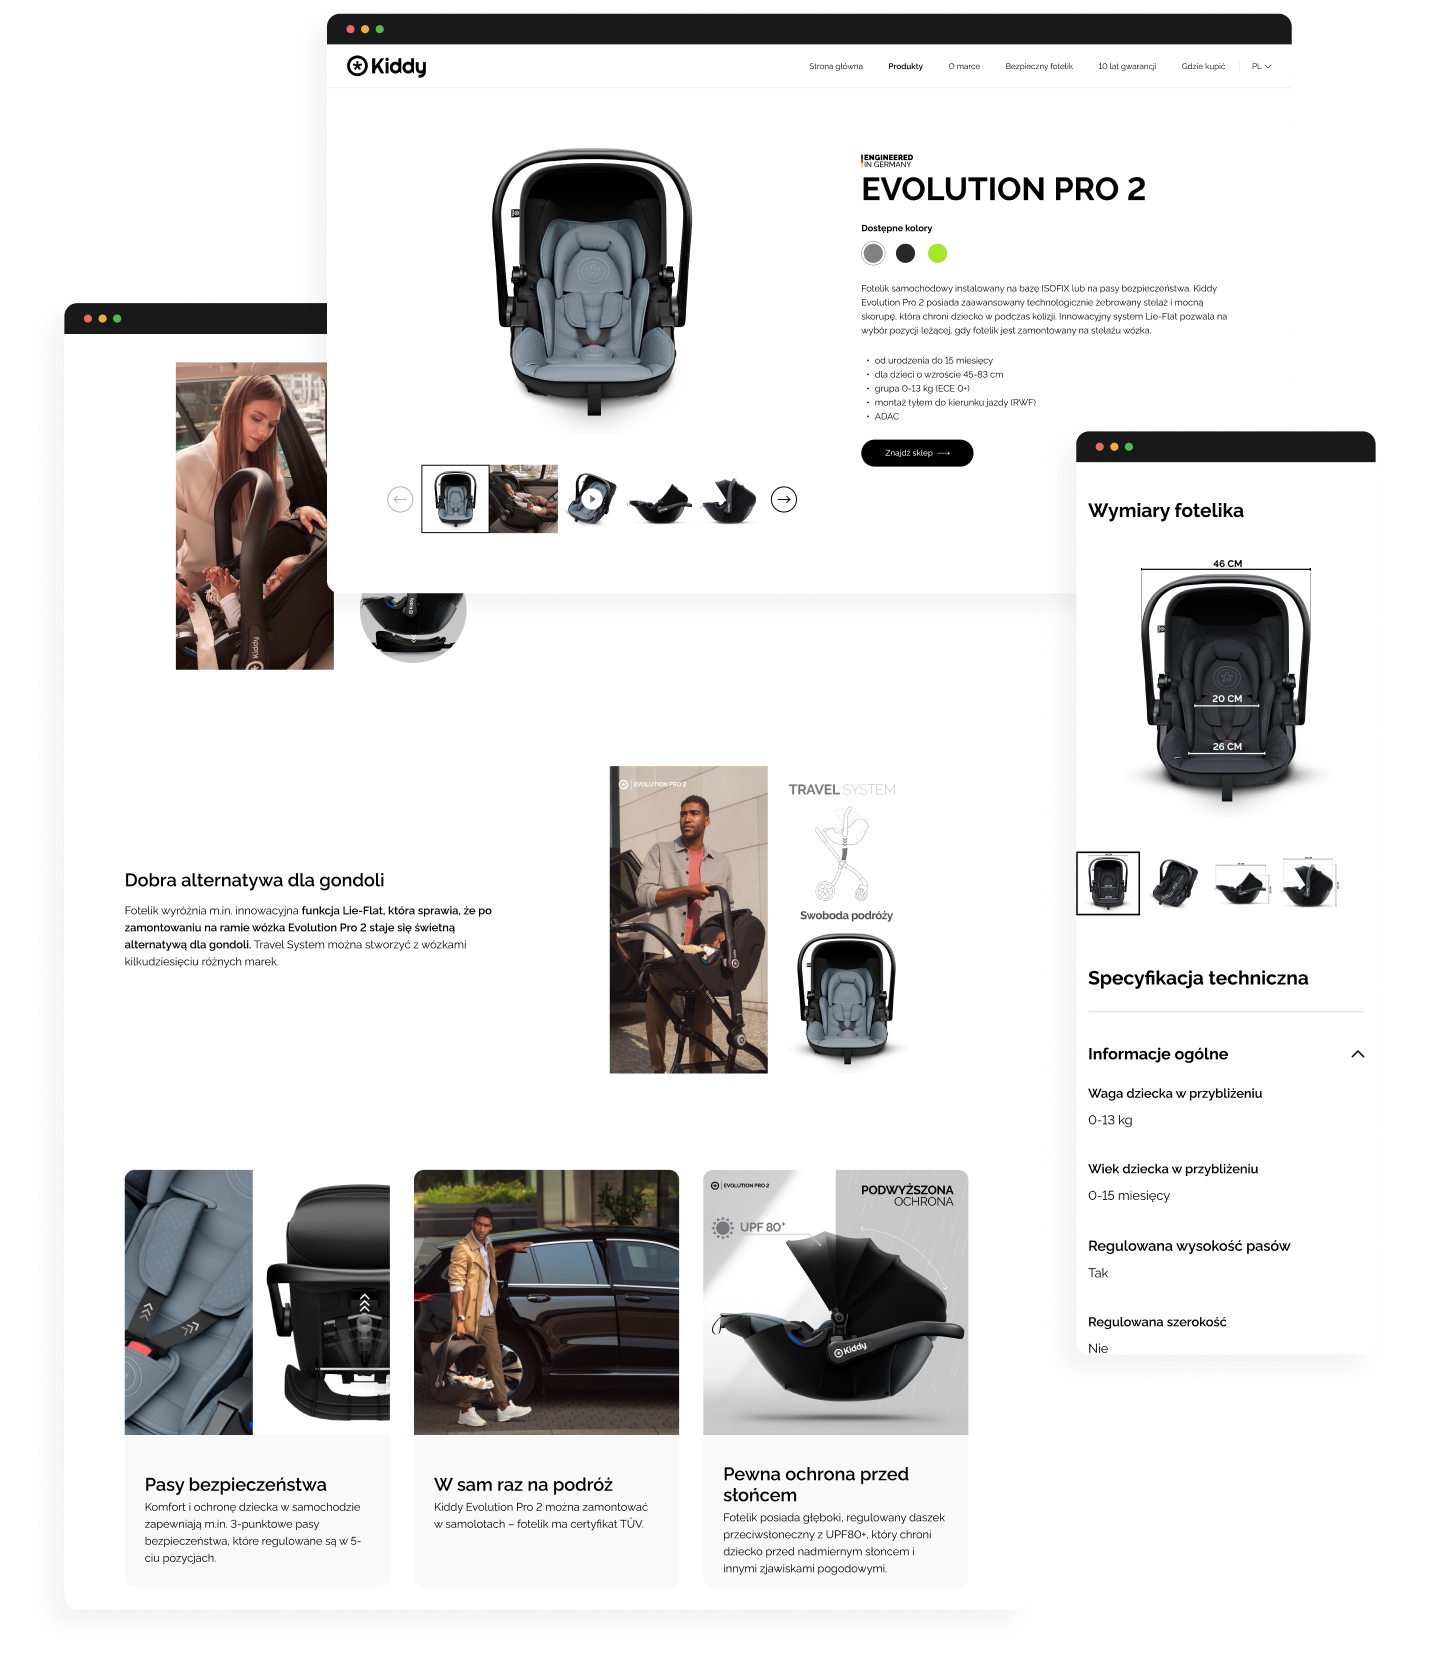 Kiddy
Strona główna
Produkty
O marce
Bezpieczny fotelik
10 lat gwarancji
Gdzie kupić
PL
ENGINEERED
IN GERMANY
EVOLUTION PRO 2
Dostępne kolory
Fotelik samochodowy instalowany na bazę ISOFIX lub na pasy bezpieczeństwa. Kiddy
Evolution Pro 2 posiada zaawansowany technologicznie żebrowany stelaż i mocną
skorupę, która chroni dziecko w podczas kolizji. Innowacyjny system Lie-Flat pozwala na
wybór pozycji leżącej, gdy fotelik jest zamontowany na stelażu wózka.
• od urodzenia do 15 miesięcy
• dla dzieci o wzroście 45-83 cm
• grupa 0-13 kg (ECE 0+)
• montaż tyłem do kierunku jazdy (RWF)
• ADAC
Znajdź sklep
Kiddy
EVOLUTION PRO 2
TRAVEL SYSTEM
Swoboda podróży
Dobra alternatywa dla gondoli
Fotelik wyróżnia m.in. innowacyjna funkcja Lie-Flat, która sprawia, że po
zamontowaniu na ramie wózka Evolution Pro 2 staje się świetną
alternatywą dla gondoli. Travel System można stworzyć z wózkami
kilkudziesięciu różnych marek.
EVOLUTION PRO 2
PODWYŻSZONA
OCHRONA
UPF 80+
Kiddy
Pasy bezpieczeństwa
Komfort i ochronę dziecka w samochodzie
zapewniają m.in. 3-punktowe pasy
bezpieczeństwa, które regulowane są w 5-
ciu pozycjach.
W sam raz na podróż
Kiddy Evolution Pro 2 można zamontować
w samolotach – fotelik ma certyfikat TÜV.
Pewna ochrona przed
słońcem
Fotelik posiada głęboki, regulowany daszek
przeciwsłoneczny z UPF80+, który chroni
dziecko przed nadmiernym słońcem i
innymi zjawiskami pogodowymi.
Wymiary fotelika
46 CM
20 CM
26 CM
Specyfikacja techniczna
Informacje ogólne
Waga dziecka w przybliżeniu
0-13 kg
Wiek dziecka w przybliżeniu
0-15 miesięcy
Regulowana wysokość pasów
Tak
Regulowana szerokość
Nie